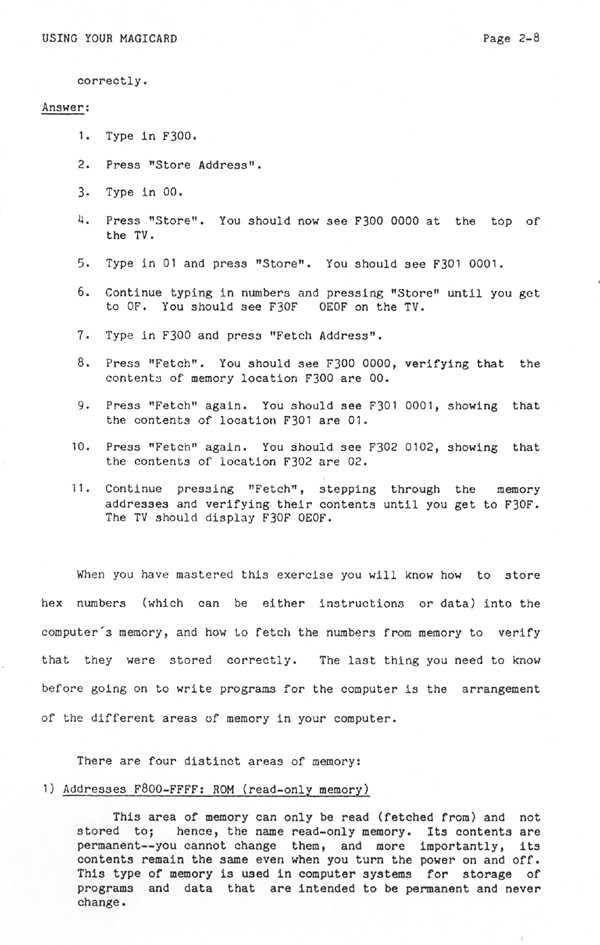 USING YOUR MAGICARD Page 2-8
correctly.
Answer:
1. Type in F300.
2. Press "Store Address".
3. Type in 00.
4. Press "Store". You should now see F300 0000 at the top of
the TV.
5. Type in 01 and press "Store". You should see F301 0001.
6. Continue typing in numbers and pressing "Store" until you get
to 0F. You should see F30F 0E0F on the TV.
7. Type in F300 and press "Fetch Address".
8. Press "Fetch". You should see F300 0000, verifying that the
contents of memory location F300 are 00.
9. Press "Fetch" again. You should see F301 0001, showing that
the contents of location F301 are 01.
10. Press "Fetch" again. You should see F302 0102, showing that
the contents of location F302 are 02.
11. Continue pressing "Fetch", stepping through the memory
addresses and verifying their contents until you get to F30F.
The TV should display F30F 0E0F.
When you have mastered this exercise you will know how to store
hex numbers (which can be either instructions or data) into the
computer's memory, and how to fetch the numbers from memory to verify
that they were stored correctly. The last thing you need to know
before going on to write programs for the computer is the arrangement
of the different areas of memory in your computer.
There are four distinct areas of memory:
1) Addresses F800-FFFF: ROM (read-only memory)
This area of memory can only be read (fetched from) and not
stored to; hence, the name read-only memory. Its contents are
permanent--you cannot change them, and more importantly, its
contents remain the same even when you turn the power on and off.
This type of memory is used in computer systems for storage of
programs and data that are intended to be permanent and never
change.